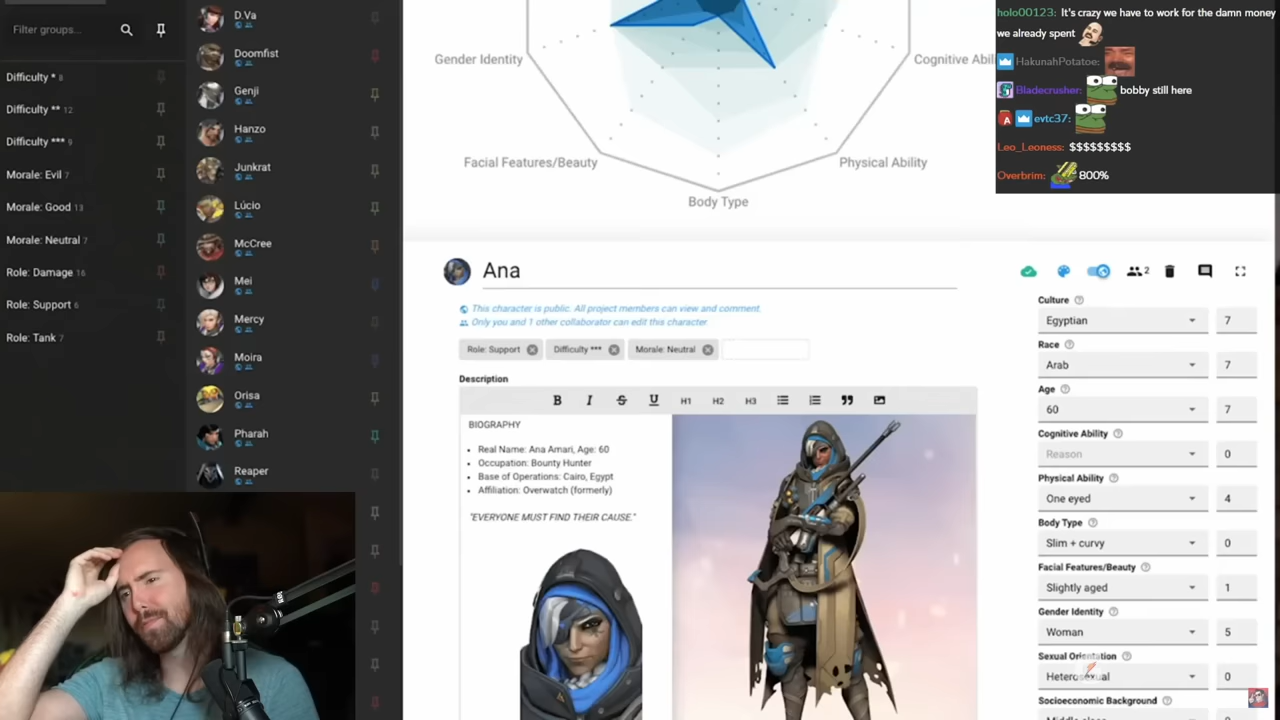 Filter groups...
Difficulty * 8
Difficulty ** 12
Difficulty *** 9
Morale: Evil 7
Morale: Good 13
Morale: Neutral 7
Role: Damage 16
Role: Support 6
Role: Tank 7
D.Va
Doomfist
Genji
Hanzo
Junkrat
Lúcio
McCree
Mei
Mercy
Moira
Orisa
Pharah
Reaper
Gender Identity
Cognitive Abil
Facial Features/Beauty
Physical Ability
Body Type
holo00123: It's crazy we have to work for the damn money
we already spent
HakunahPotatoe:
Bladecrusher: bobby still here
evtc37:
Leo_Leoness: $$$$$$$$$
Overbrim: 800%
Ana
2
This character is public. All project members can view and comment.
Only you and 1 other collaborator can edit this character.
Role: Support
Difficulty ***
Morale: Neutral
Description
B I S U H1 H2 H3
BIOGRAPHY
Real Name: Ana Amari, Age: 60
Occupation: Bounty Hunter
Base of Operations: Cairo, Egypt
Affiliation: Overwatch (formerly)
"EVERYONE MUST FIND THEIR CAUSE."
Culture
Egyptian 7
Race
Arab 7
Age
60 7
Cognitive Ability
Reason 0
Physical Ability
One eyed 4
Body Type
Slim + curvy 0
Facial Features/Beauty
Slightly aged 1
Gender Identity
Woman 5
Sexual Orientation
Heterosexual 0
Socioeconomic Background